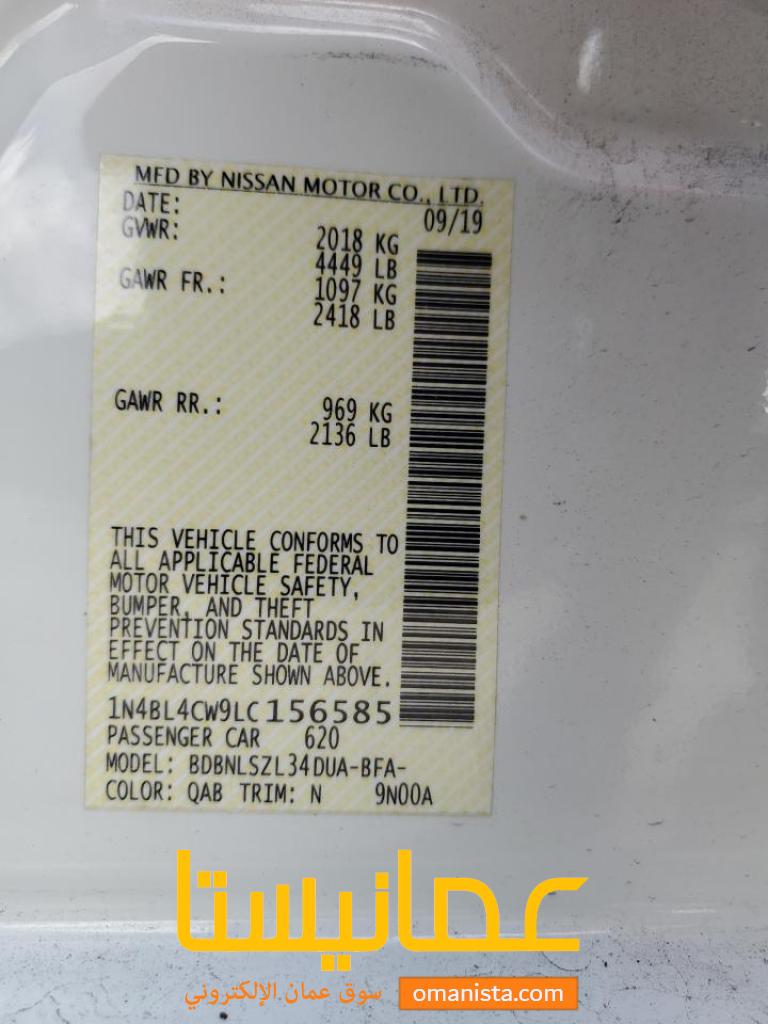 MFD BY NISSAN MOTOR CO., LTD.
DATE: 09/19
GVWR: 2018 KG
4449 LB
GAWR FR.: 1097 KG
2418 LB
GAWR RR.: 969 KG
2136 LB
THIS VEHICLE CONFORMS TO
ALL APPLICABLE FEDERAL
MOTOR VEHICLE SAFETY,
BUMPER, AND THEFT
PREVENTION STANDARDS IN
EFFECT ON THE DATE OF
MANUFACTURE SHOWN ABOVE.
1N4BL4CW9LC156585
PASSENGER CAR 620
MODEL: BDBNLSZL34DUA-BFA-
COLOR: QAB TRIM: N 9N00A
عمانيستا
سوق عمان الإلكتروني omanista.com